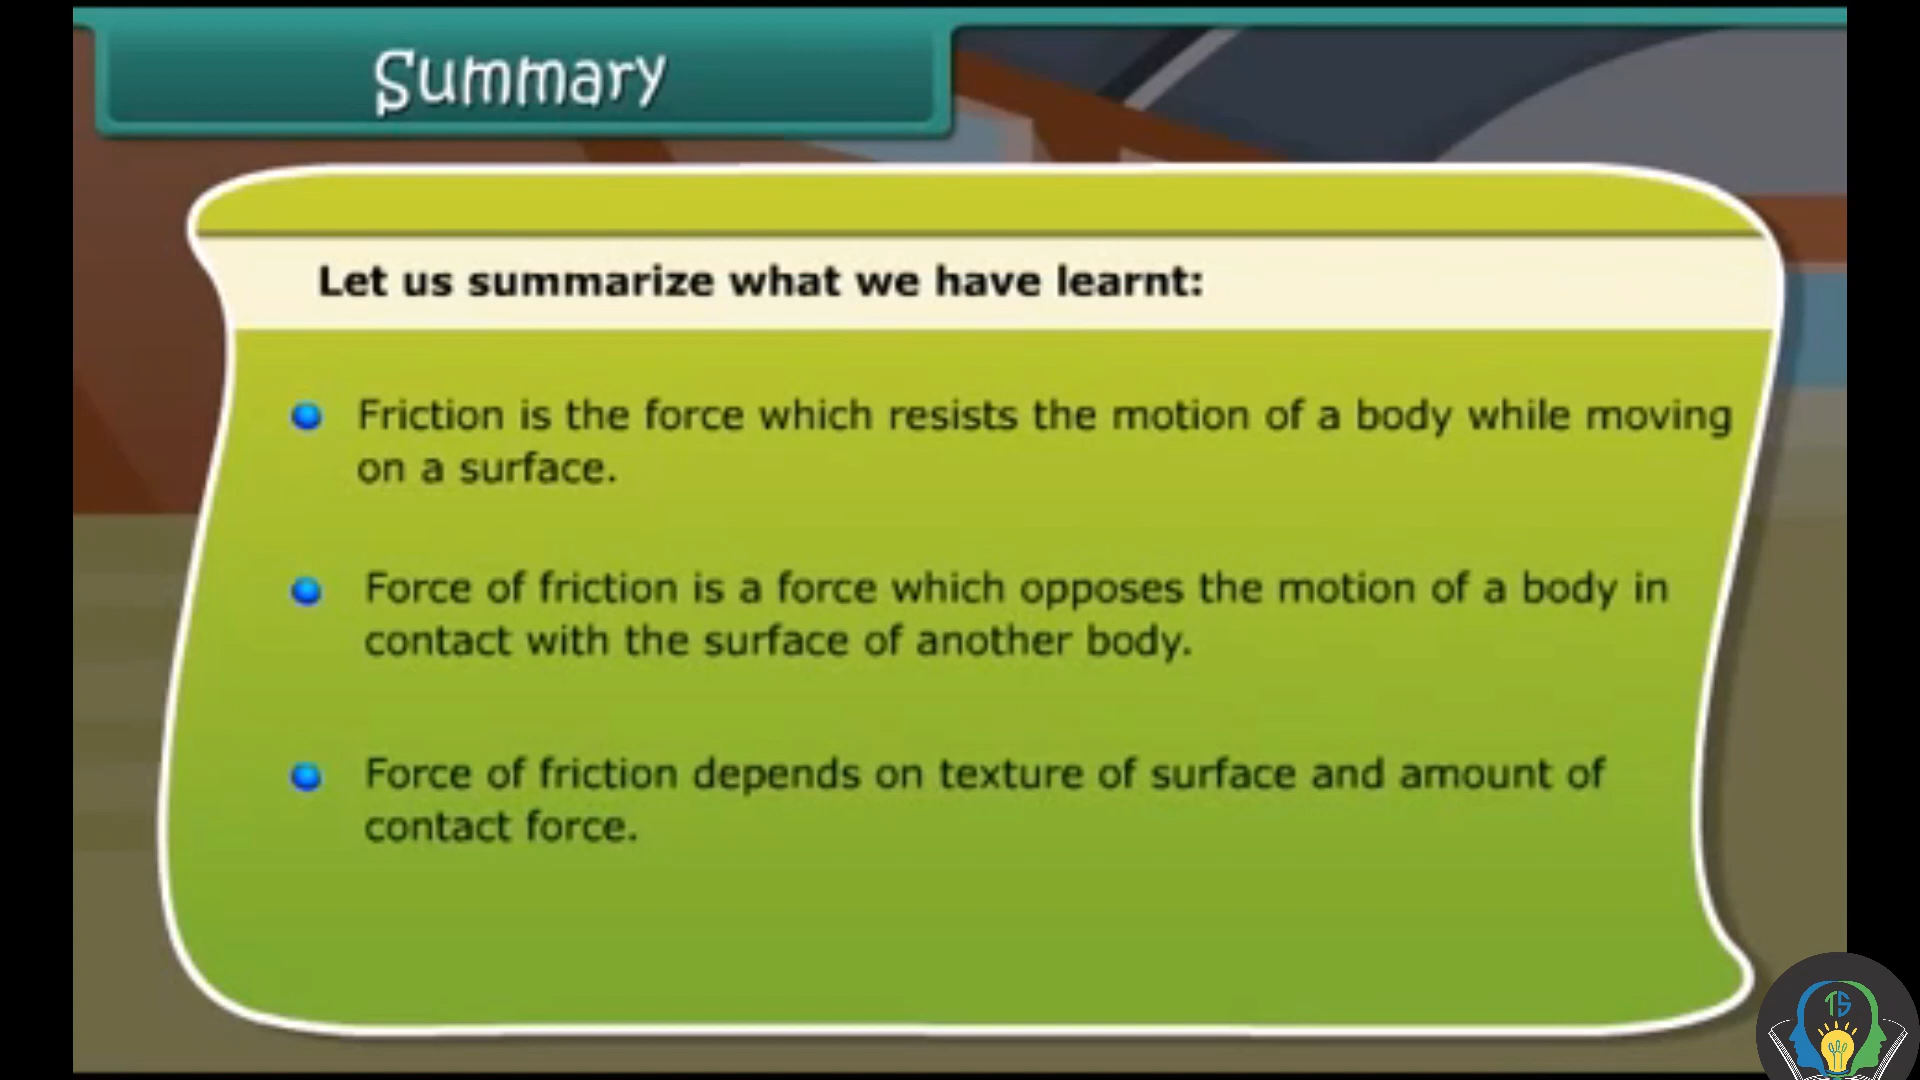 Summary
Let us summarize what we have learnt:
Friction is the force which resists the motion of a body while moving
on a surface.
Force of friction is a force which opposes the motion of a body in
contact with the surface of another body.
Force of friction depends on texture of surface and amount of
contact force.
TS